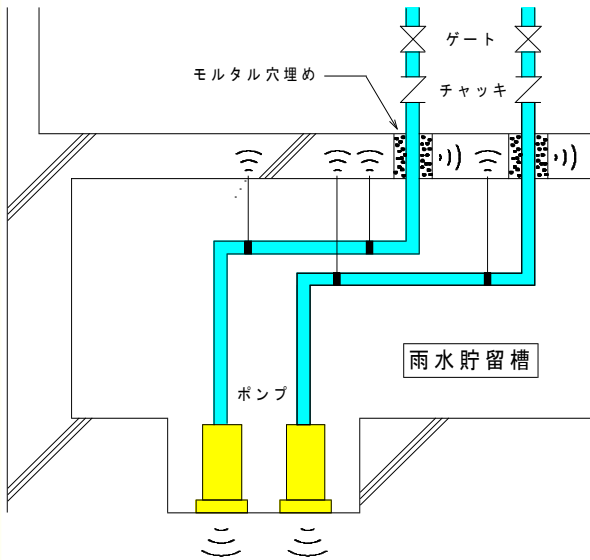 ゲート
モルタル穴埋め
チャッキ
雨水貯留槽
ポンプ